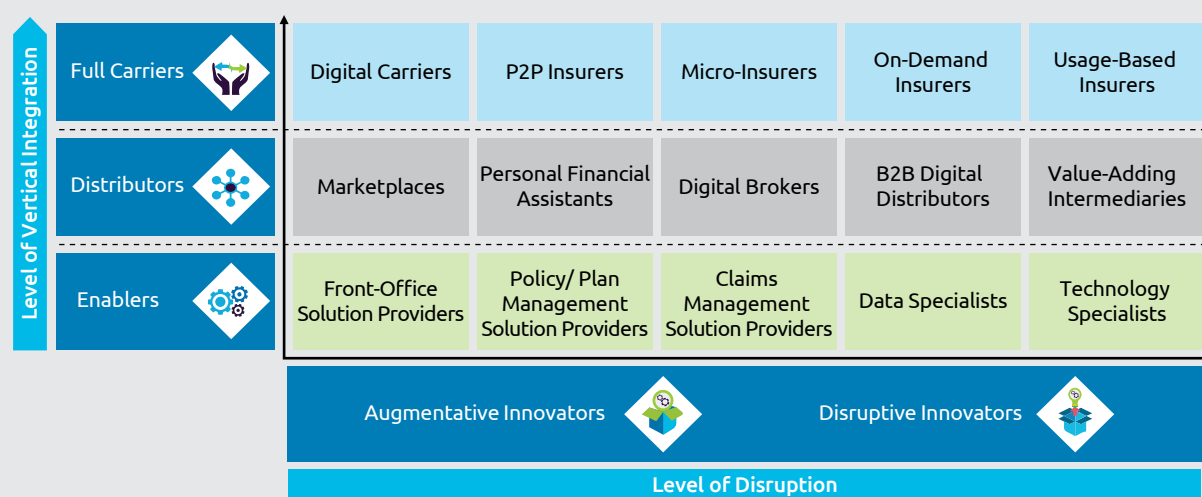 Level of Vertical Integration
Full Carriers
Digital Carriers
P2P Insurers
Micro-Insurers
On-Demand
Insurers
Usage-Based
Insurers
Distributors
Marketplaces
Personal Financial
Assistants
Digital Brokers
B2B Digital
Distributors
Value-Adding
Intermediaries
Enablers
Front-Office
Solution Providers
Policy/ Plan
Management
Solution Providers
Claims
Management
Solution Providers
Data Specialists
Technology
Specialists
Augmentative Innovators
Disruptive Innovators
Level of Disruption